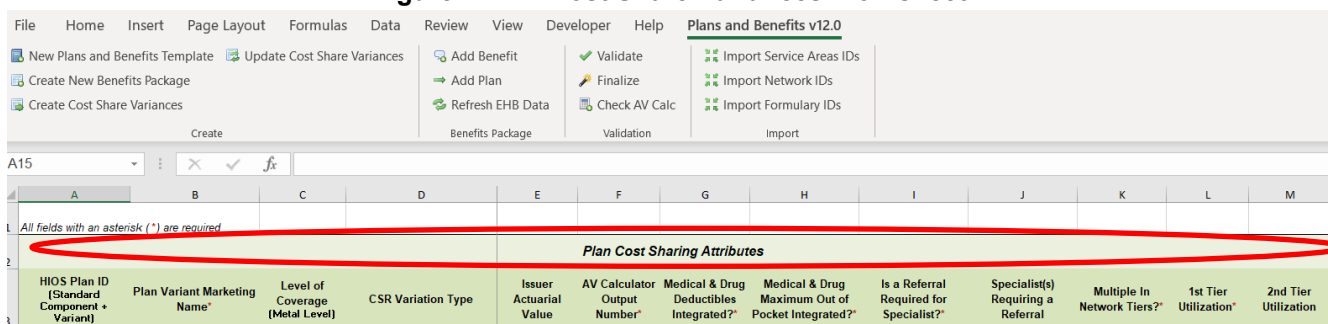 File Home Insert Page Layout Formulas Data Review View Developer Help Plans and Benefits v12.0
New Plans and Benefits Template Update Cost Share Variances Add Benefit Validate Import Service Areas IDs
Create New Benefits Package Add Plan Finalize Import Network IDs
Create Cost Share Variances Refresh EHB Data Check AV Calc Import Formulary IDs
Create Benefits Package Validation Import
A15 fx
A B C D E F G H I J K L M
1 All fields with an asterisk (*) are required
2 Plan Cost Sharing Attributes
HIOS Plan ID (Standard Component + Variant) Plan Variant Marketing Name* Level of Coverage (Metal Level) CSR Variation Type Issuer Actuarial Value AV Calculator Output Number* Medical & Drug Deductibles Integrated?* Medical & Drug Maximum Out of Pocket Integrated?* Is a Referral Required for Specialist?* Specialist(s) Requiring a Referral Multiple In Network Tiers?* 1st Tier Utilization* 2nd Tier Utilization